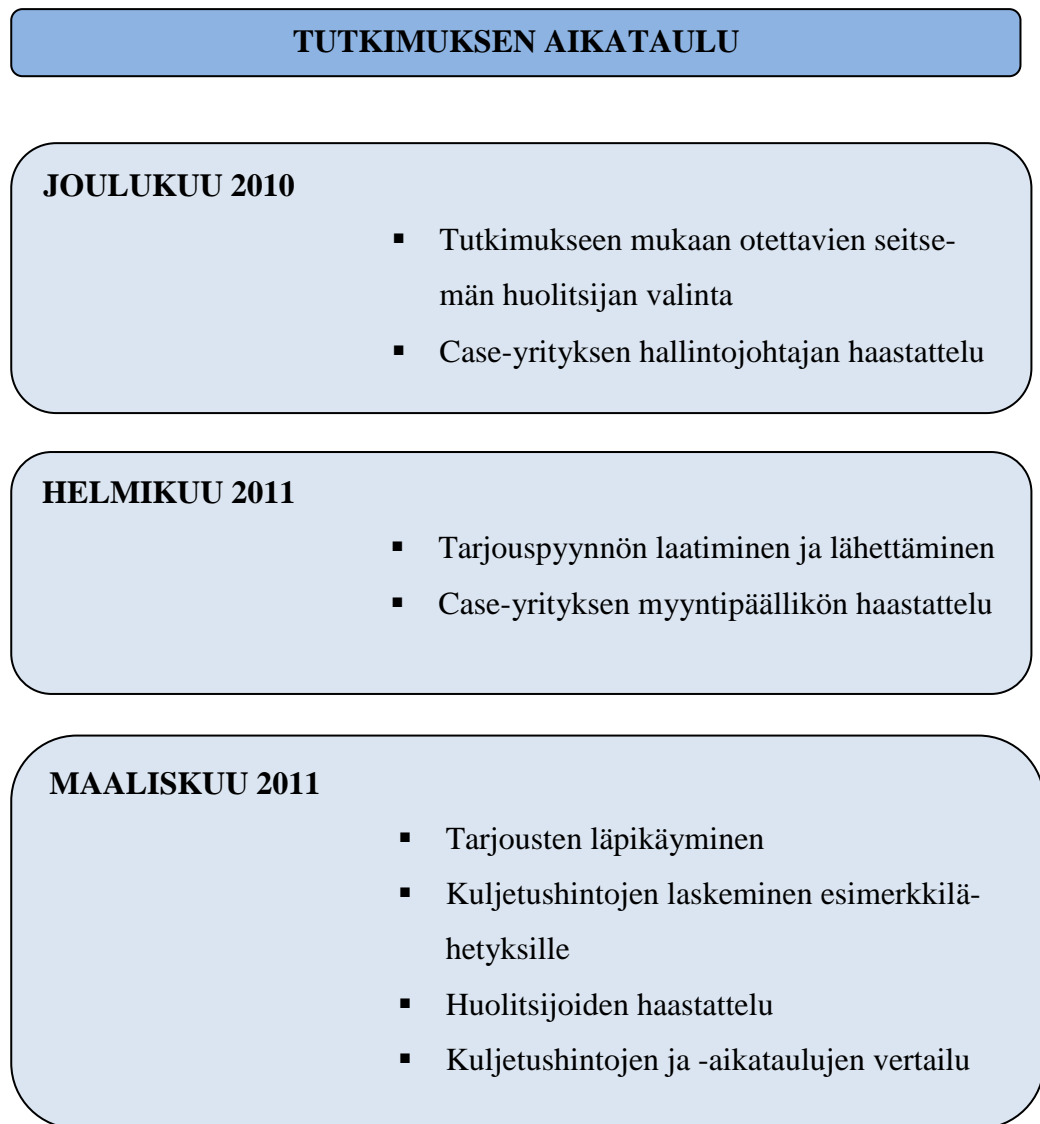 TUTKIMUKSEN AIKATAULU
JOULUKUU 2010
▪ Tutkimukseen mukaan otettavien seitse-
män huolitsijan valinta
▪ Case-yrityksen hallintojohtajan haastattelu
HELMIKUU 2011
▪ Tarjouspyynnön laatiminen ja lähettäminen
▪ Case-yrityksen myyntipäällikön haastattelu
MAALISKUU 2011
▪ Tarjousten läpikäyminen
▪ Kuljetushintojen laskeminen esimerkkilä-
hetyksille
▪ Huolitsijoiden haastattelu
▪ Kuljetushintojen ja -aikataulujen vertailu